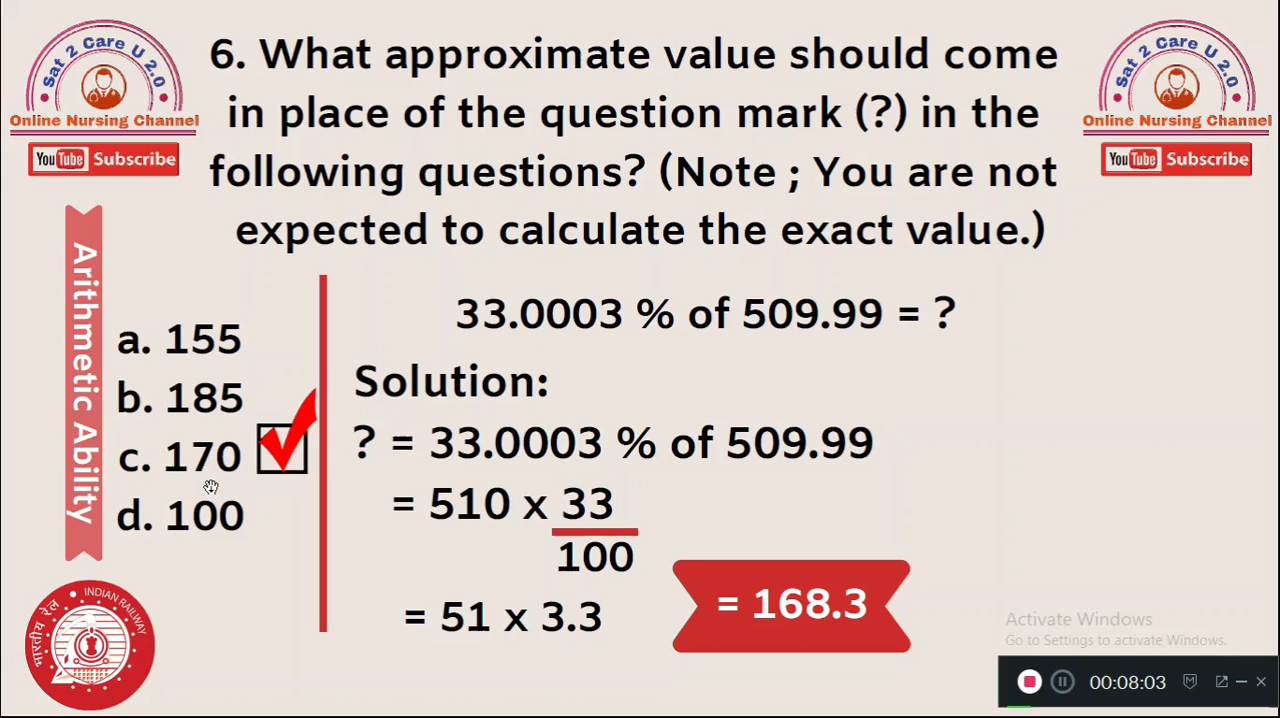 Sat 2 Care U 2.0
Online Nursing Channel
YouTube Subscribe
6. What approximate value should come
in place of the question mark (?) in the
following questions? (Note ; You are not
expected to calculate the exact value.)
Sat 2 Care U 2.0
Online Nursing Channel
YouTube Subscribe
Arithmetic Ability
a. 155
b. 185
c. 170
d. 100
33.0003 % of 509.99 = ?
Solution:
? = 33.0003 % of 509.99
= 510 x 33
100
= 51 x 3.3
= 168.3
भारतीय रेल
INDIAN RAILWAY
Activate Windows
Go to Settings to activate Windows.
00:08:03